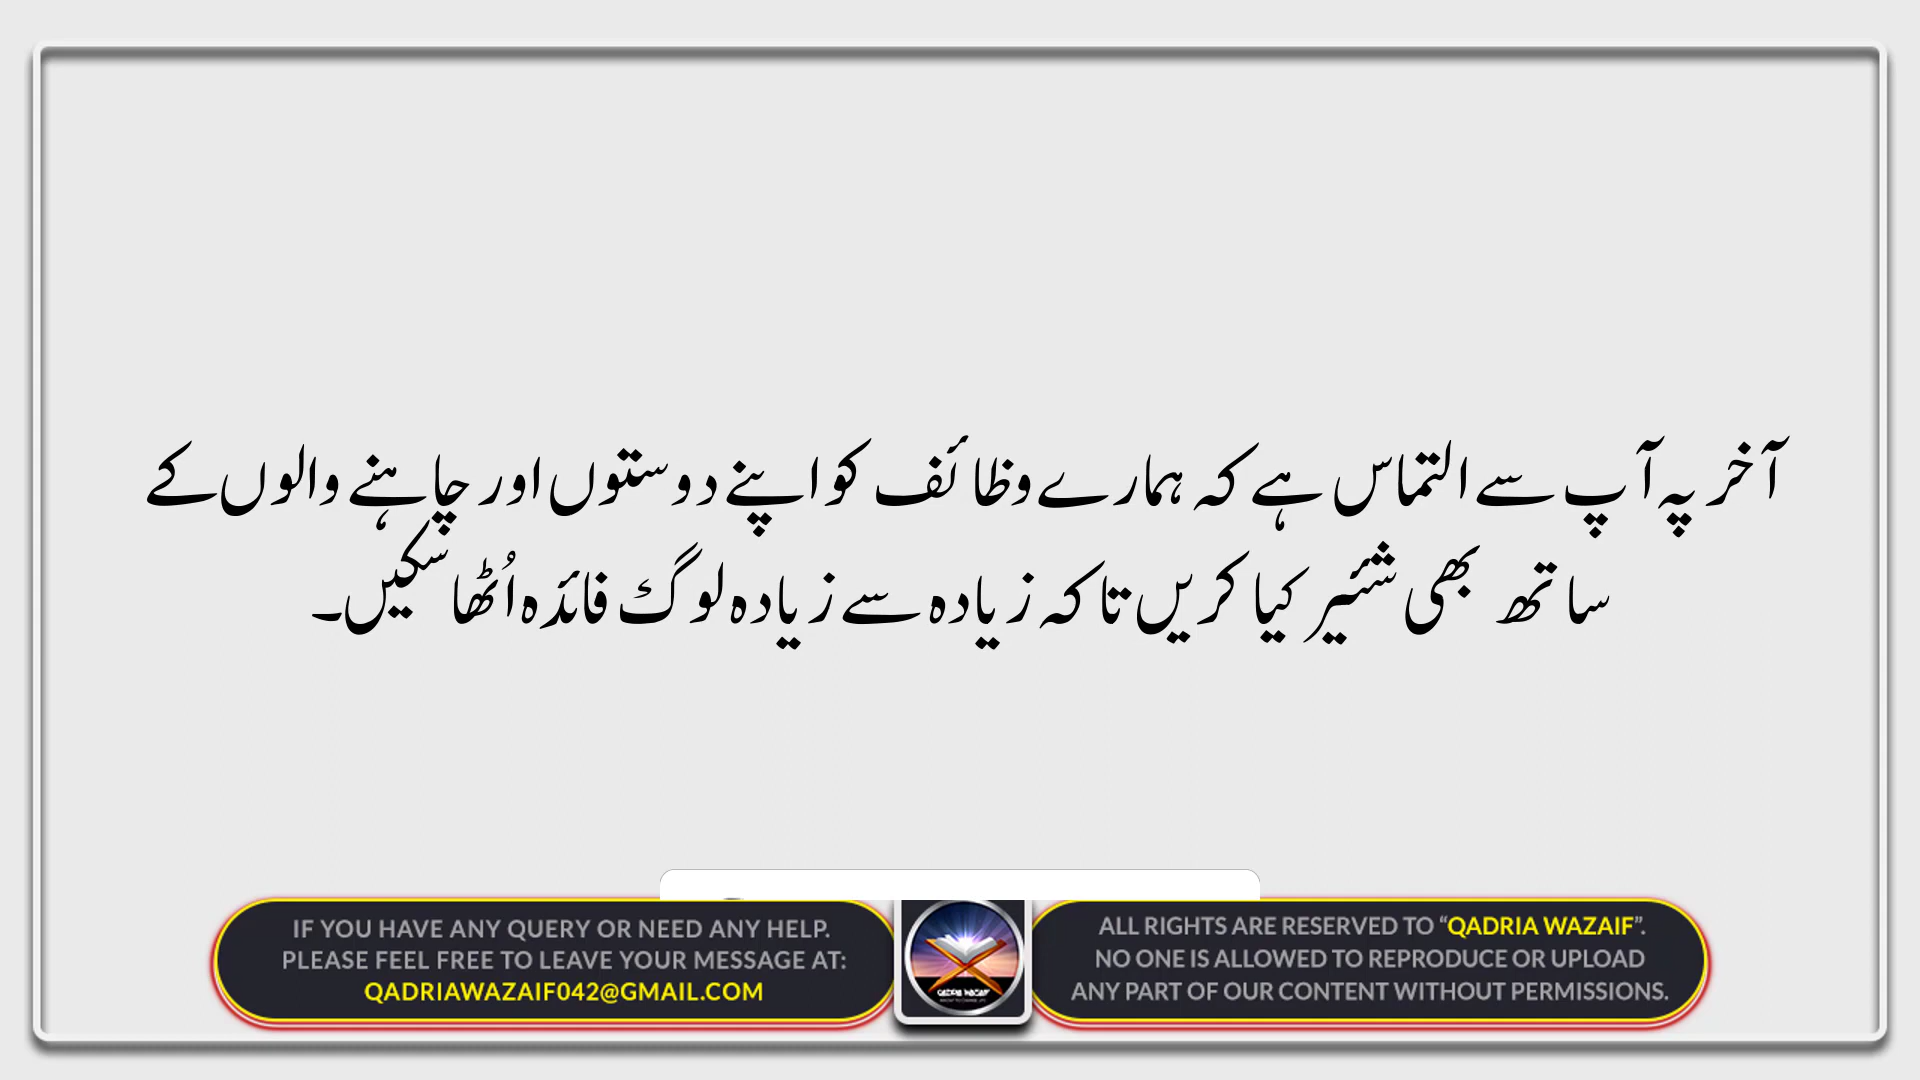 آخر پہ آپ سے التماس ہے کہ ہمارے وظائف کو اپنے دوستوں اور چاہنے والوں کے
ساتھ بھی شئیر کیا کریں تاکہ زیادہ سے زیادہ لوگ فائدہ اُٹھا سکیں۔
IF YOU HAVE ANY QUERY OR NEED ANY HELP.
PLEASE FEEL FREE TO LEAVE YOUR MESSAGE AT:
QADRIAWAZAIF042@GMAIL.COM
QADRIA WAZAIF
ALL RIGHTS ARE RESERVED TO “QADRIA WAZAIF”.
NO ONE IS ALLOWED TO REPRODUCE OR UPLOAD
ANY PART OF OUR CONTENT WITHOUT PERMISSIONS.